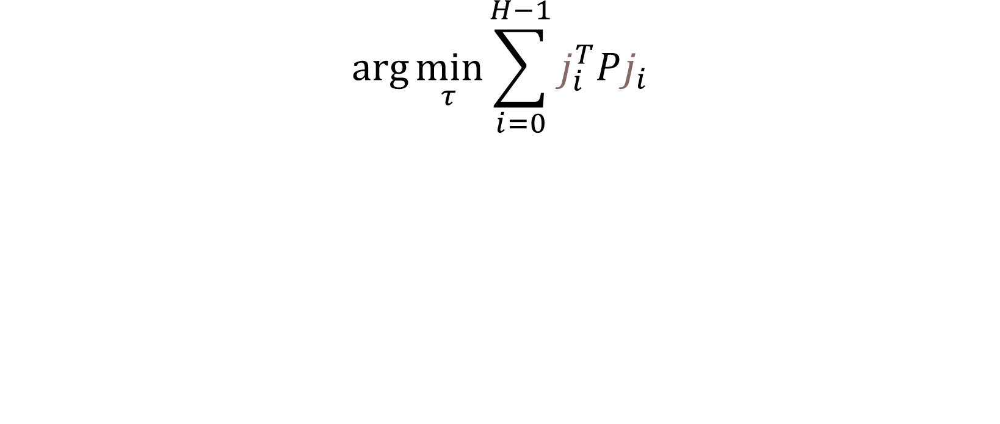 arg min_τ ∑_{i=0}^{H−1} j_i^T P j_i